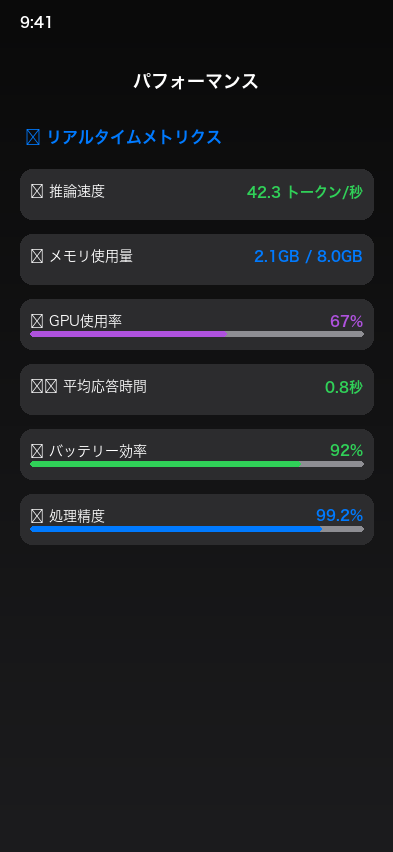 9:41
パフォーマンス
リアルタイムメトリクス
推論速度 42.3 トークン/秒
メモリ使用量 2.1GB / 8.0GB
GPU使用率 67%
平均応答時間 0.8秒
バッテリー効率 92%
処理精度 99.2%